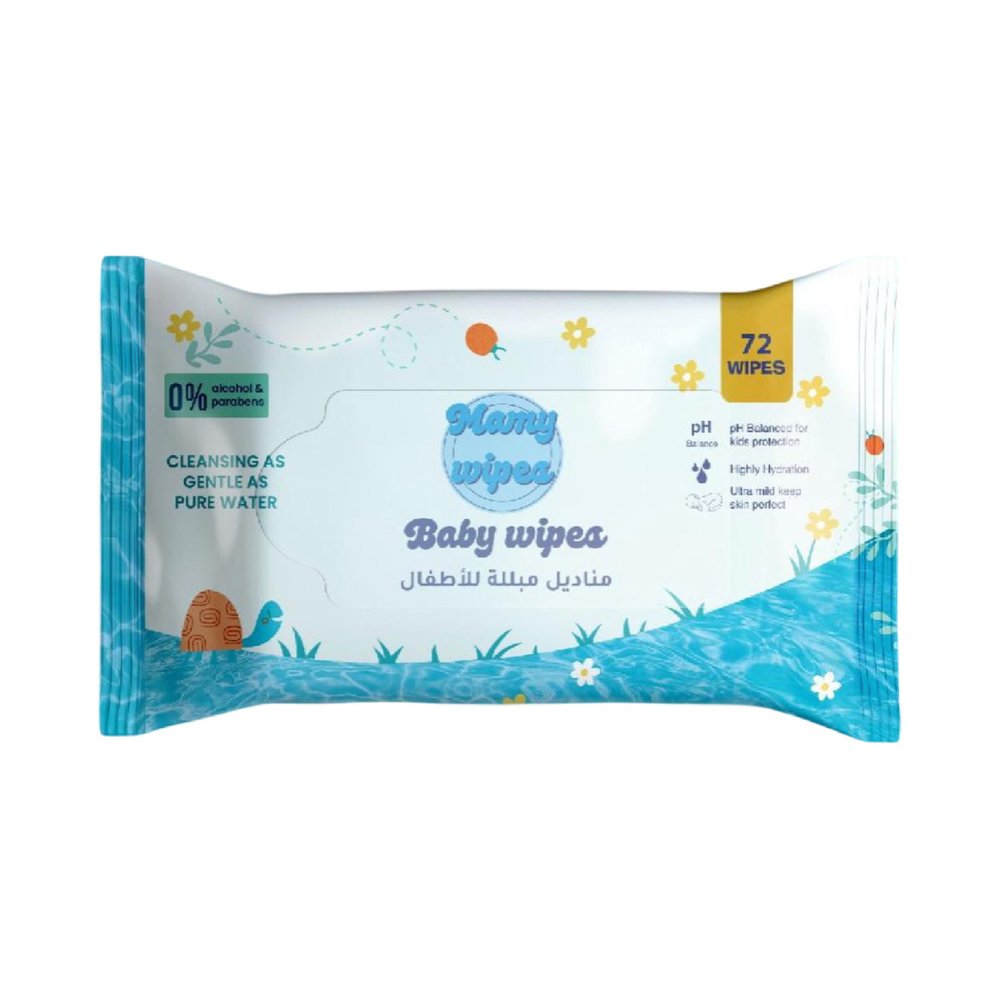 0% alcohol &
parabens
CLEANSING AS
GENTLE AS
PURE WATER
Mamy
wipes
Baby wipes
مناديل مبللة للأطفال
72
WIPES
pH
Balance
pH Balanced for
kids protection
Highly Hydration
Ultra mild keep
skin perfect